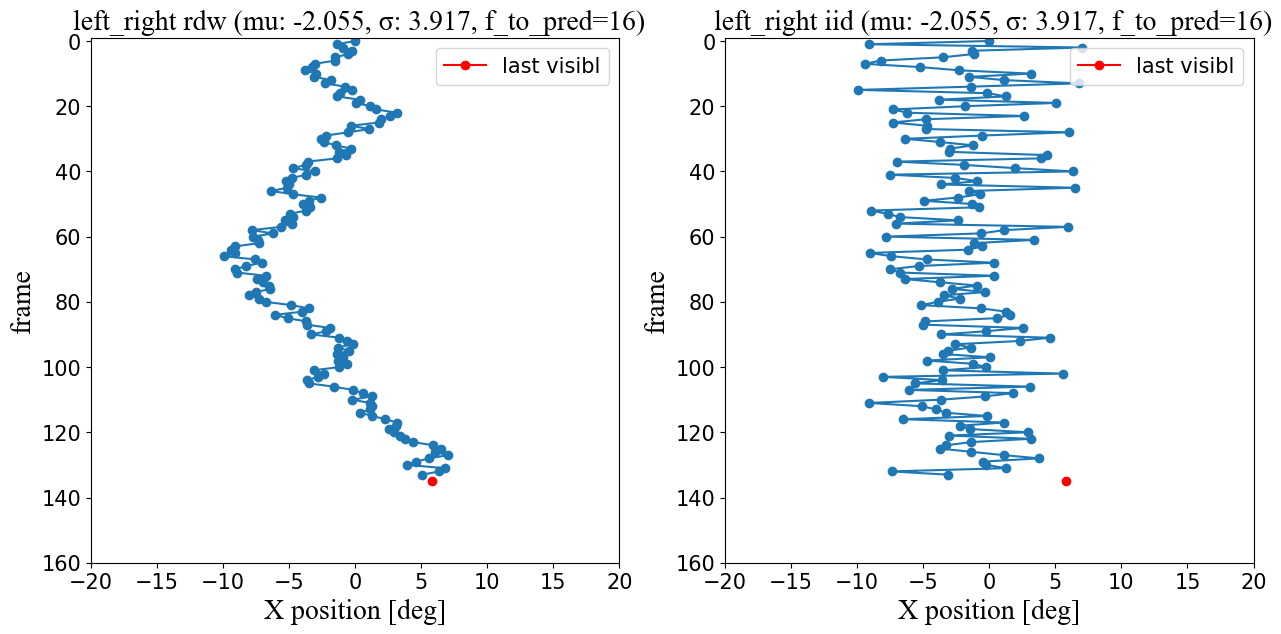 left_right rdw (mu: -2.055, σ: 3.917, f_to_pred=16)
last visibl
0
20
40
60
80
100
120
140
160
frame
−20 −15 −10 −5 0 5 10 15 20
X position [deg]
left_right iid (mu: -2.055, σ: 3.917, f_to_pred=16)
last visibl
0
20
40
60
80
100
120
140
160
frame
−20 −15 −10 −5 0 5 10 15 20
X position [deg]